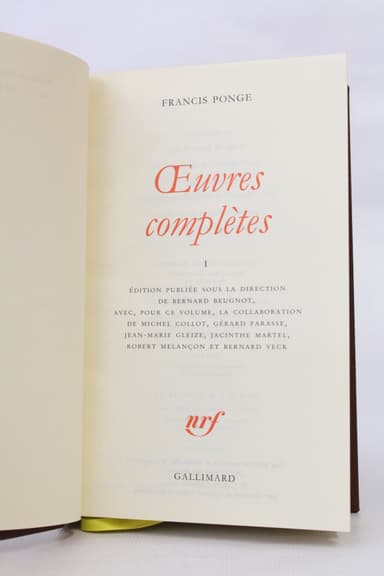 FRANCIS PONGE
Œuvres
complètes
I
ÉDITION PUBLIÉE SOUS LA DIRECTION
DE BERNARD BEUGNOT,
AVEC, POUR CE VOLUME, LA COLLABORATION
DE MICHEL COLLOT, GÉRARD FARASSE,
JEAN-MARIE GLEIZE, JACINTHE MARTEL,
ROBERT MELANÇON ET BERNARD VECK
nrf
GALLIMARD